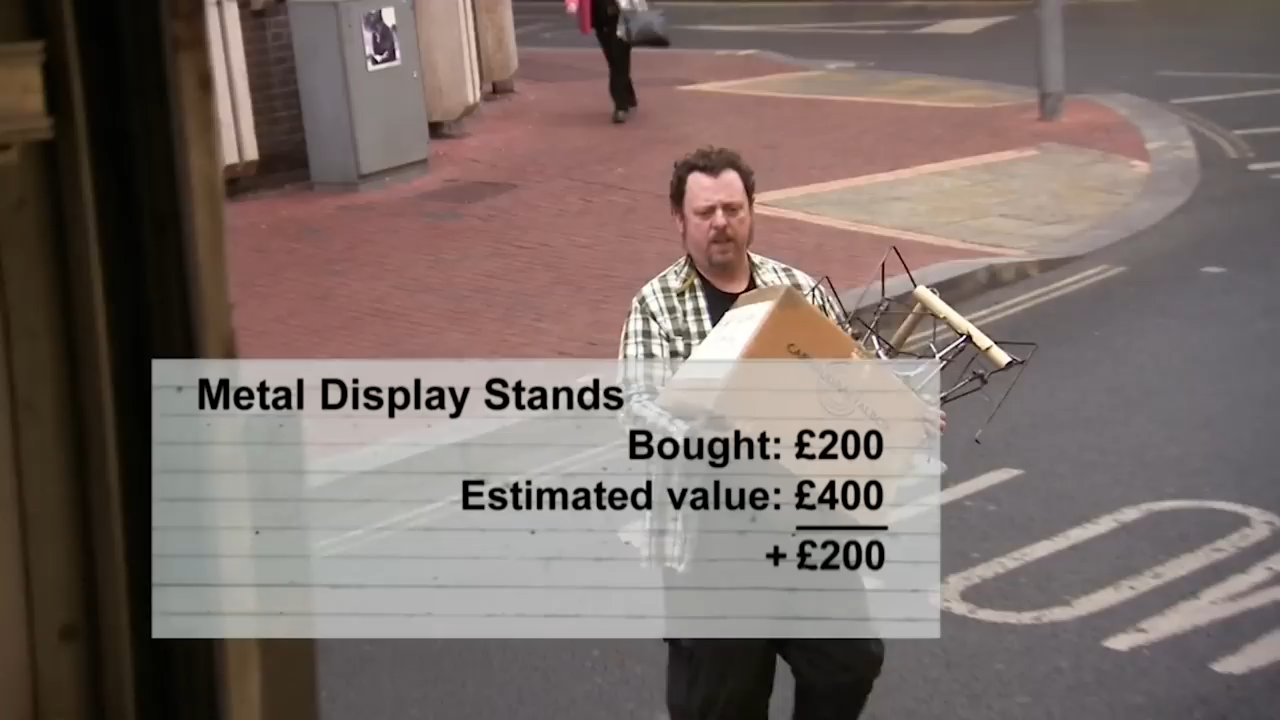 Metal Display Stands
Bought: £200
Estimated value: £400
+ £200